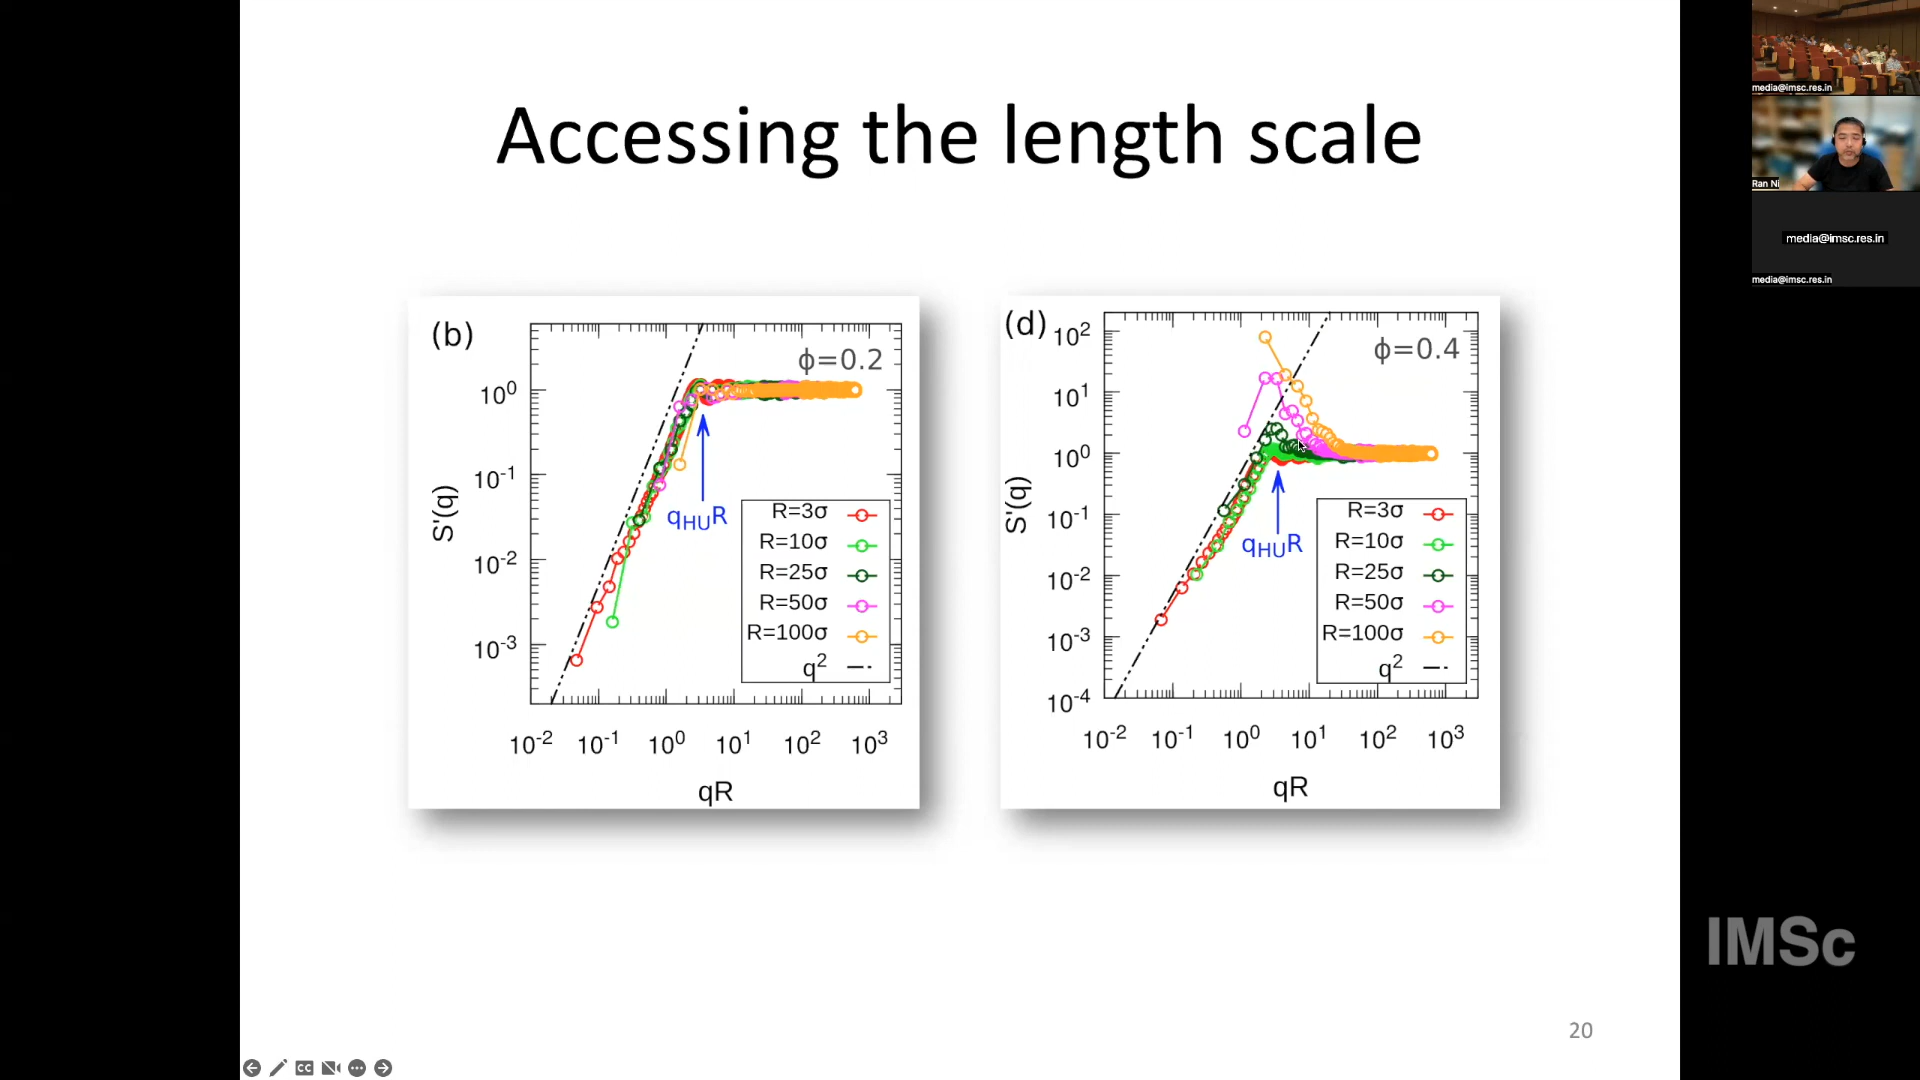 Accessing the length scale
(b)
ϕ=0.2
10⁰
10⁻¹
10⁻²
10⁻³
S'(q)
q_HU R
R=3σ
R=10σ
R=25σ
R=50σ
R=100σ
q²
10⁻² 10⁻¹ 10⁰ 10¹ 10² 10³
qR
(d)
ϕ=0.4
10²
10¹
10⁰
10⁻¹
10⁻²
10⁻³
10⁻⁴
S'(q)
q_HU R
R=3σ
R=10σ
R=25σ
R=50σ
R=100σ
q²
10⁻² 10⁻¹ 10⁰ 10¹ 10² 10³
qR
20
media@imsc.res.in
Ran Ni
media@imsc.res.in
media@imsc.res.in
IMSc
CC